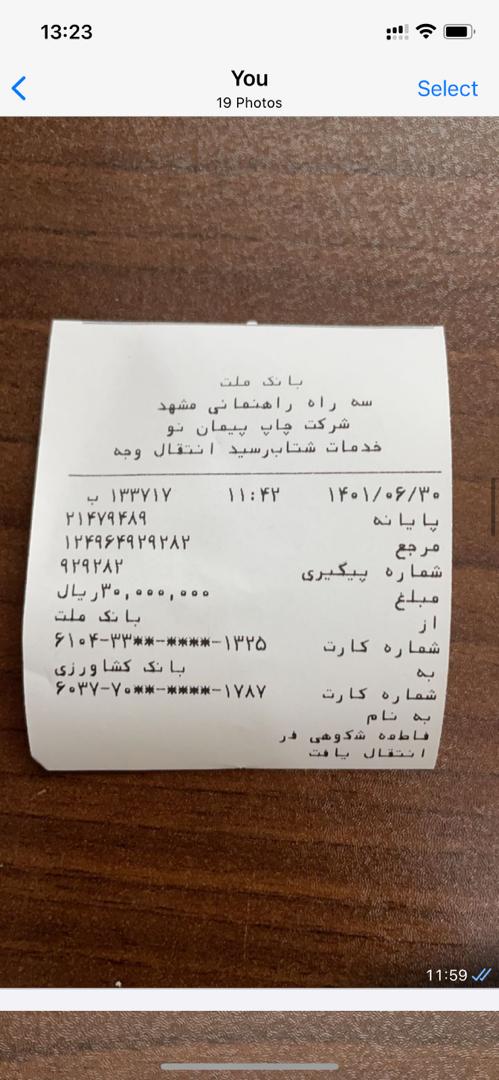 13:23
You
19 Photos
Select
بانک ملت
سه راه راهنمائی مشهد
شرکت چاپ پیمان نو
خدمات شتاب‌رسید انتقال وجه
۱۴۰۱/۰۶/۳۰ ۱۱:۴۲ ۱۳۳۷۱۷ ب
پایانه ۲۱۴۷۹۴۸۹
مرجع ۱۲۴۹۶۴۹۲۹۲۸۲
شماره پیگیری ۹۲۹۲۸۲
مبلغ ۳۰,۰۰۰,۰۰۰ریال
از بانک ملت
شماره کارت ۶۱۰۴-۳۳**-****-۱۳۲۵
به بانک کشاورزی
شماره کارت ۶۰۳۷-۷۰**-****-۱۷۸۷
به نام
فاطمه شکوهی فر
انتقال یافت
11:59